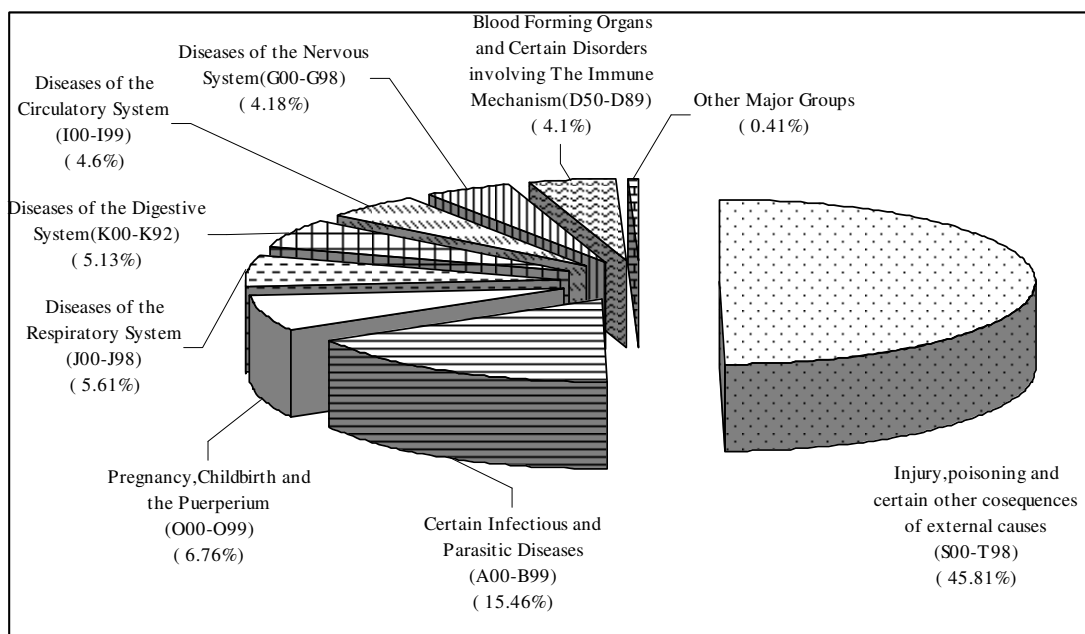 Blood Forming Organs
and Certain Disorders
involving The Immune
Mechanism(D50-D89)
( 4.1%)
Diseases of the Nervous
System(G00-G98)
( 4.18%)
Other Major Groups
( 0.41%)
Diseases of the
Circulatory System
(I00-I99)
( 4.6%)
Diseases of the Digestive
System(K00-K92)
( 5.13%)
Diseases of the
Respiratory System
(J00-J98)
( 5.61%)
Pregnancy,Childbirth and
the Puerperium
(O00-O99)
( 6.76%)
Certain Infectious and
Parasitic Diseases
(A00-B99)
( 15.46%)
Injury,poisoning and
certain other cosequences
of external causes
(S00-T98)
( 45.81%)